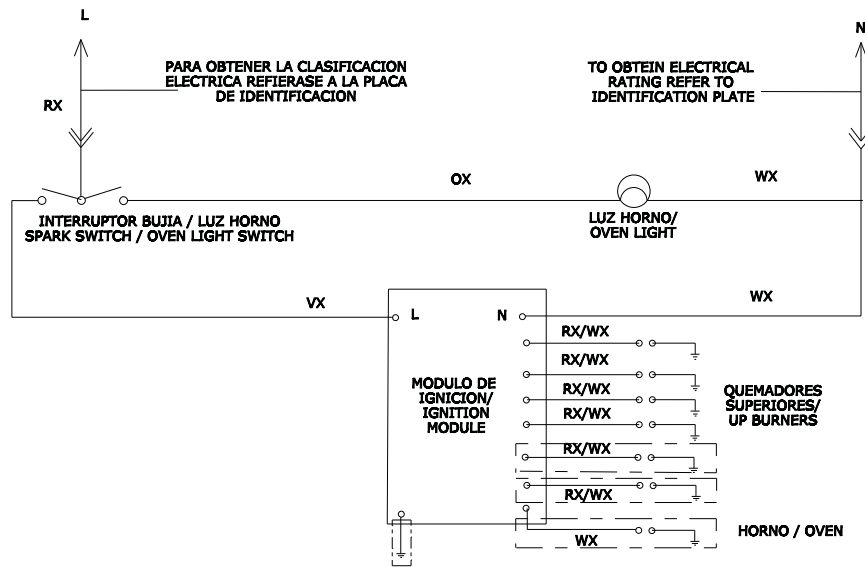 L
N
PARA OBTENER LA CLASIFICACION
ELECTRICA REFIERASE A LA PLACA
DE IDENTIFICACION
TO OBTEIN ELECTRICAL
RATING REFER TO
IDENTIFICATION PLATE
RX
OX
WX
INTERRUPTOR BUJIA / LUZ HORNO
SPARK SWITCH / OVEN LIGHT SWITCH
LUZ HORNO/
OVEN LIGHT
VX
WX
L
N
RX/WX
RX/WX
RX/WX
RX/WX
RX/WX
RX/WX
WX
MODULO DE
IGNICION/
IGNITION
MODULE
QUEMADORES
SUPERIORES/
UP BURNERS
HORNO / OVEN